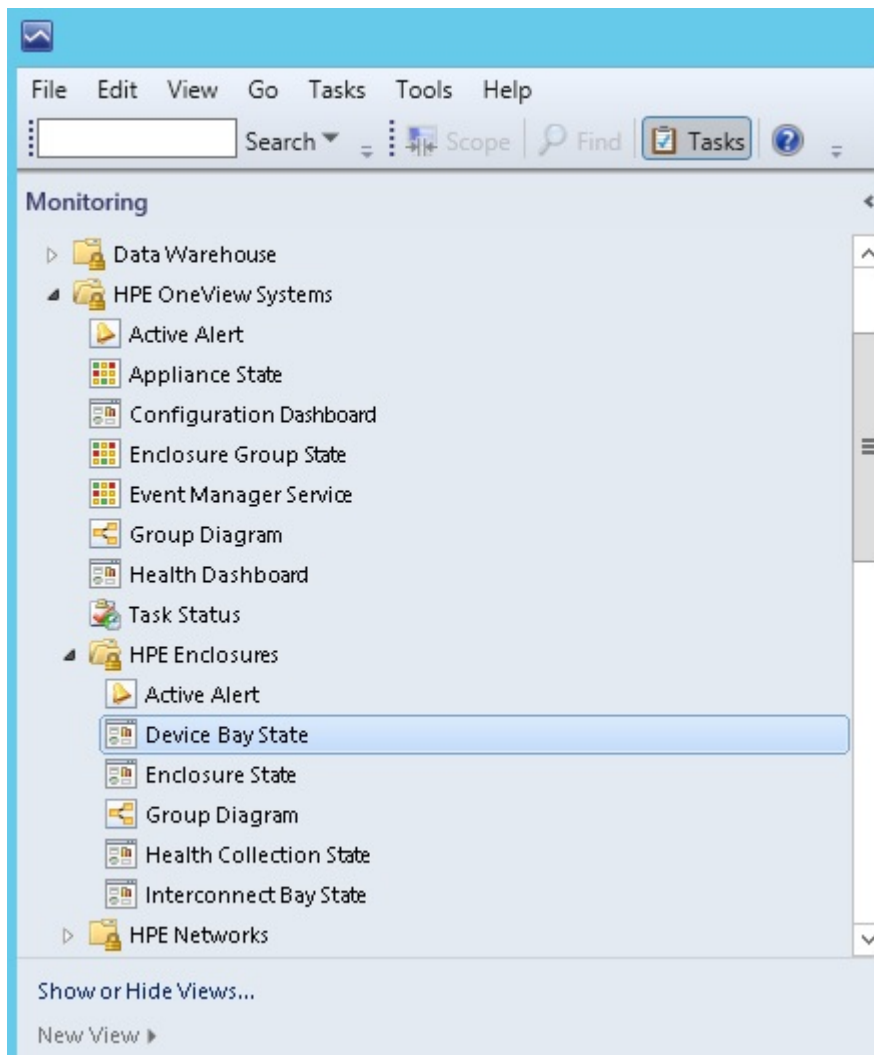 File Edit View Go Tasks Tools Help
Search Scope Find Tasks
Monitoring
Data Warehouse
HPE OneView Systems
Active Alert
Appliance State
Configuration Dashboard
Enclosure Group State
Event Manager Service
Group Diagram
Health Dashboard
Task Status
HPE Enclosures
Active Alert
Device Bay State
Enclosure State
Group Diagram
Health Collection State
Interconnect Bay State
HPE Networks
Show or Hide Views...
New View